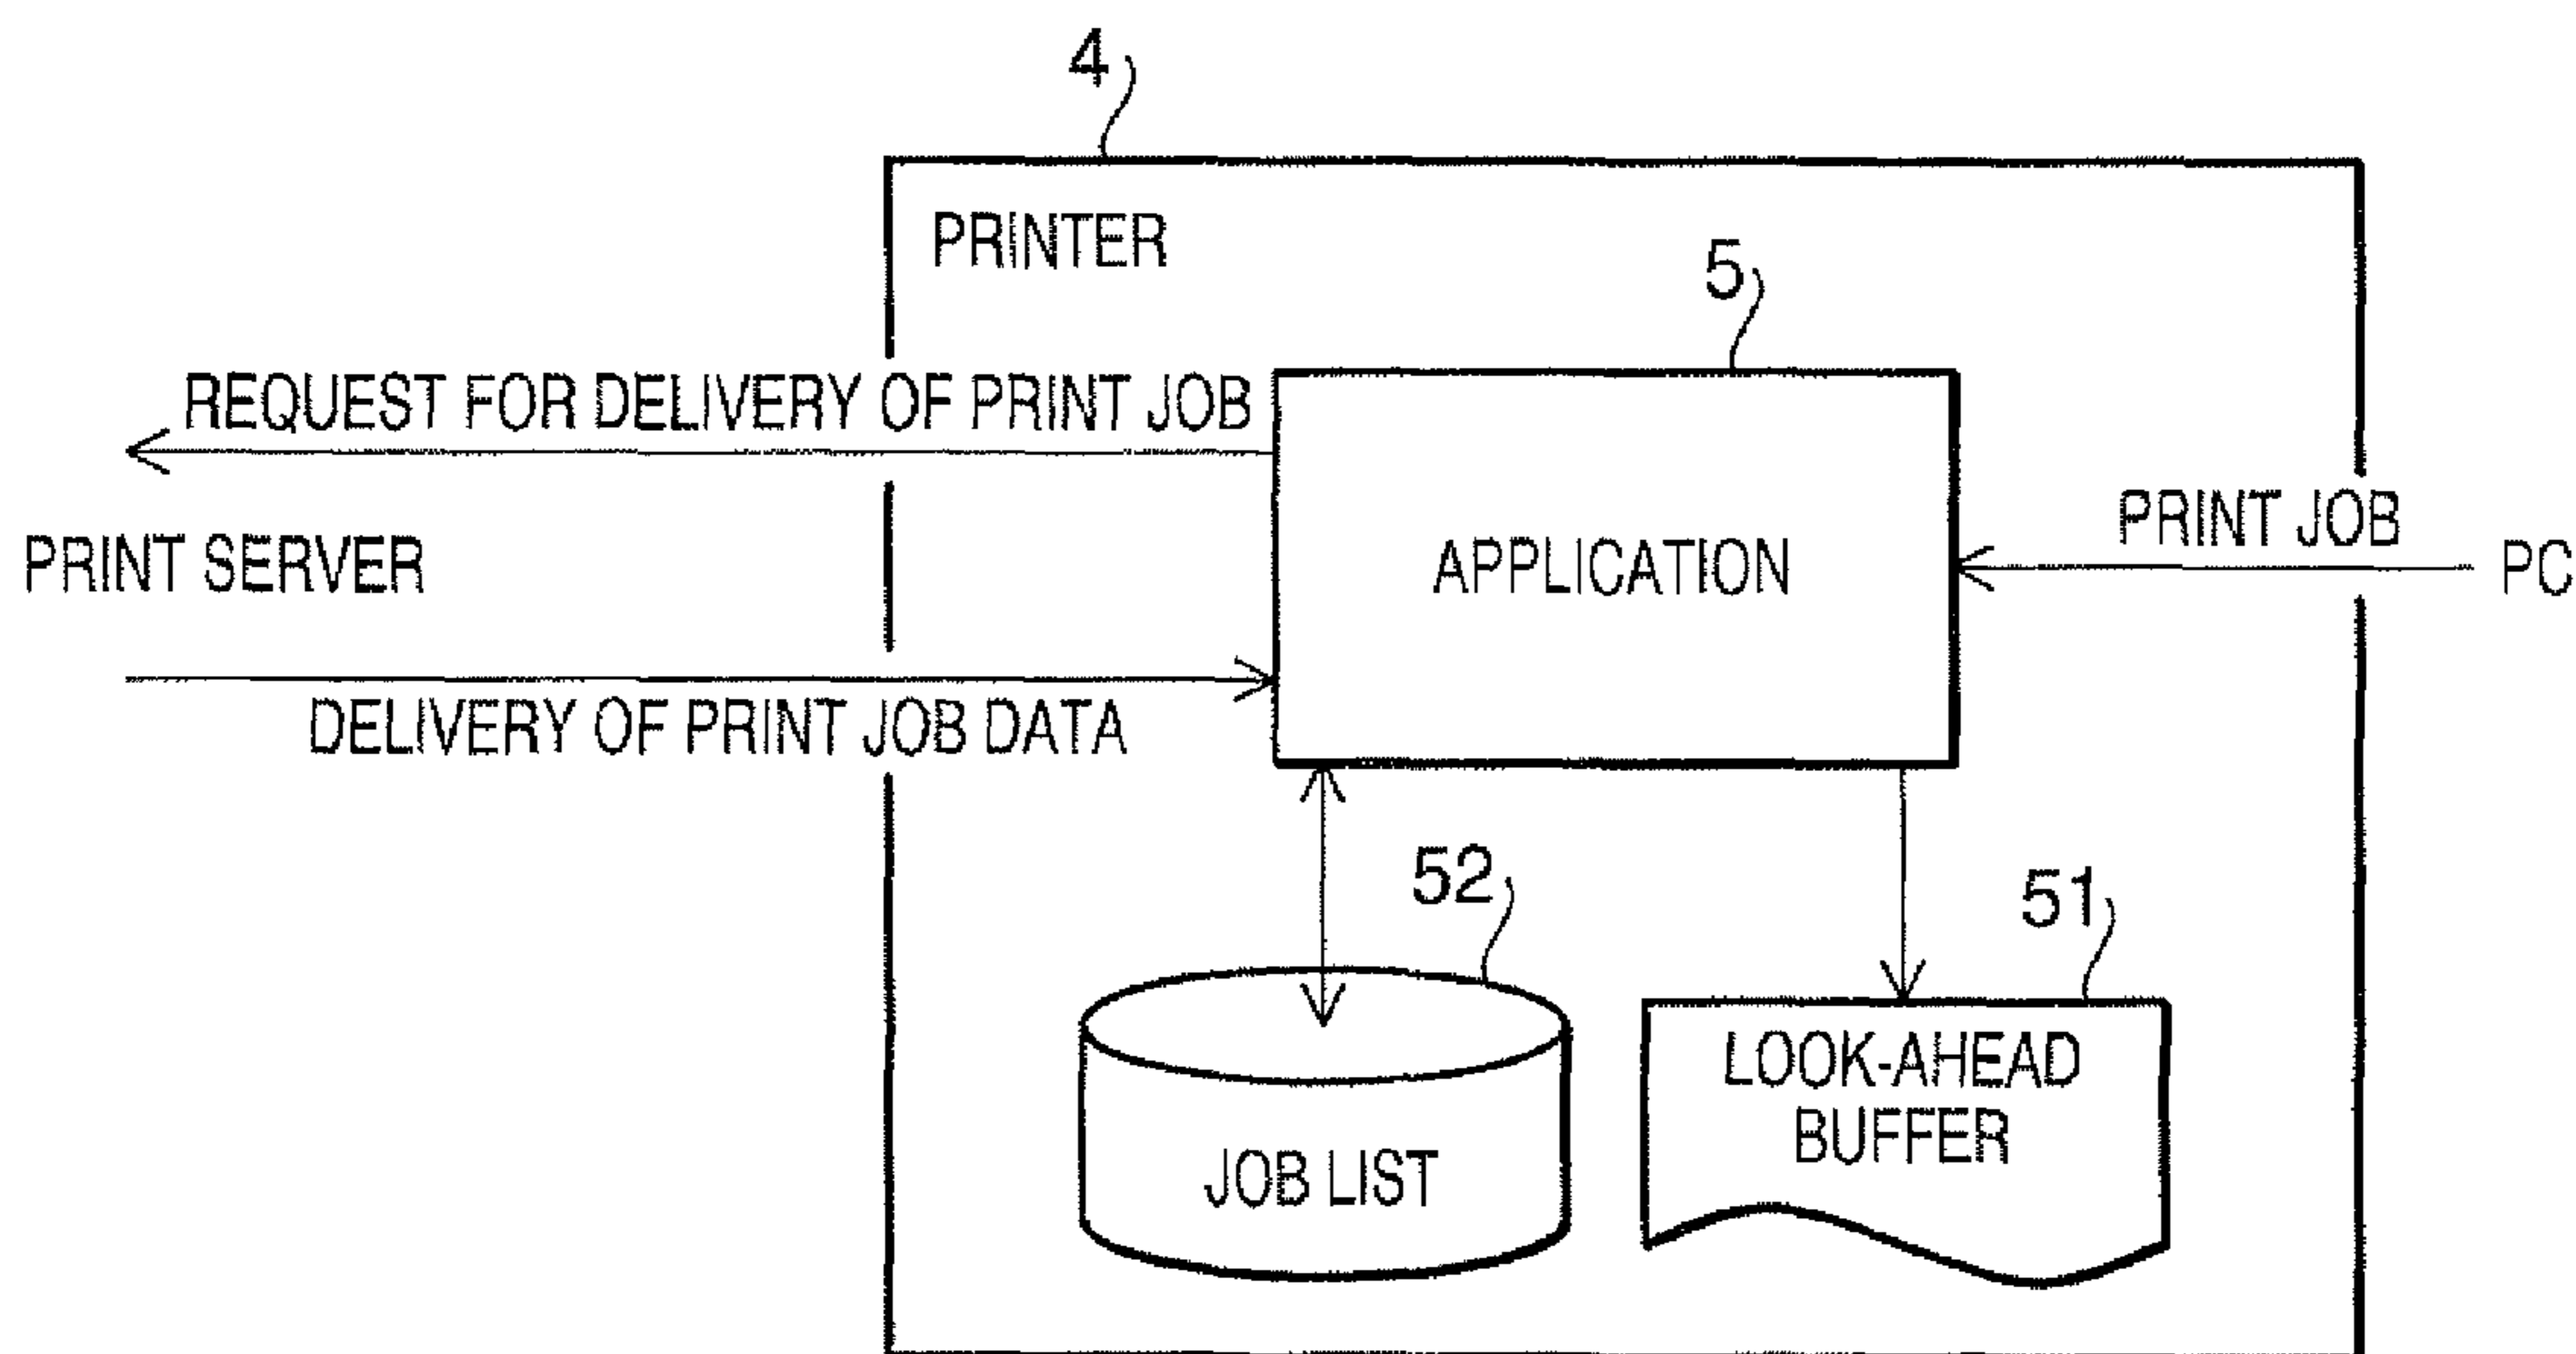 4
PRINTER
5
REQUEST FOR DELIVERY OF PRINT JOB
PRINT JOB
PRINT SERVER
APPLICATION
PC
DELIVERY OF PRINT JOB DATA
52
51
LOOK-AHEAD
BUFFER
JOB LIST